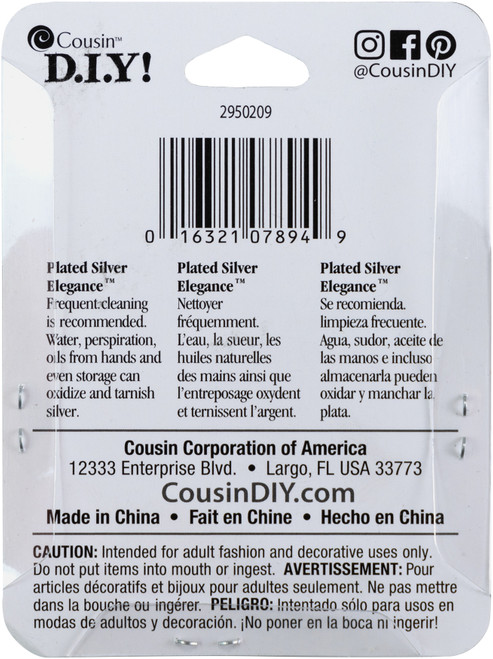 Cousin™
D.I.Y!
@CousinDIY
2950209
0 16321 07894 9
Plated Silver
Elegance™
Frequent cleaning
is recommended.
Water, perspiration,
oils from hands and
even storage can
oxidize and tarnish
silver.
Plated Silver
Elegance™
Nettoyer
fréquemment.
L'eau, la sueur, les
huiles naturelles
des mains ainsi que
l'entreposage oxydent
et ternissent l'argent.
Plated Silver
Elegance™
Se recomienda.
limpieza frecuente.
Agua, sudor, aceite de
las manos e incluso
almacenarla pueden
oxidar y manchar la
plata.
Cousin Corporation of America
12333 Enterprise Blvd. • Largo, FL USA 33773
CousinDIY.com
Made in China • Fait en Chine • Hecho en China
CAUTION: Intended for adult fashion and decorative uses only.
Do not put items into mouth or ingest. AVERTISSEMENT: Pour
articles décoratifs et bijoux pour adultes seulement. Ne pas mettre
dans la bouche ou ingérer. PELIGRO: Intentado sólo para usos en
modas de adultos y decoración. ¡No poner en la boca ni ingerir!